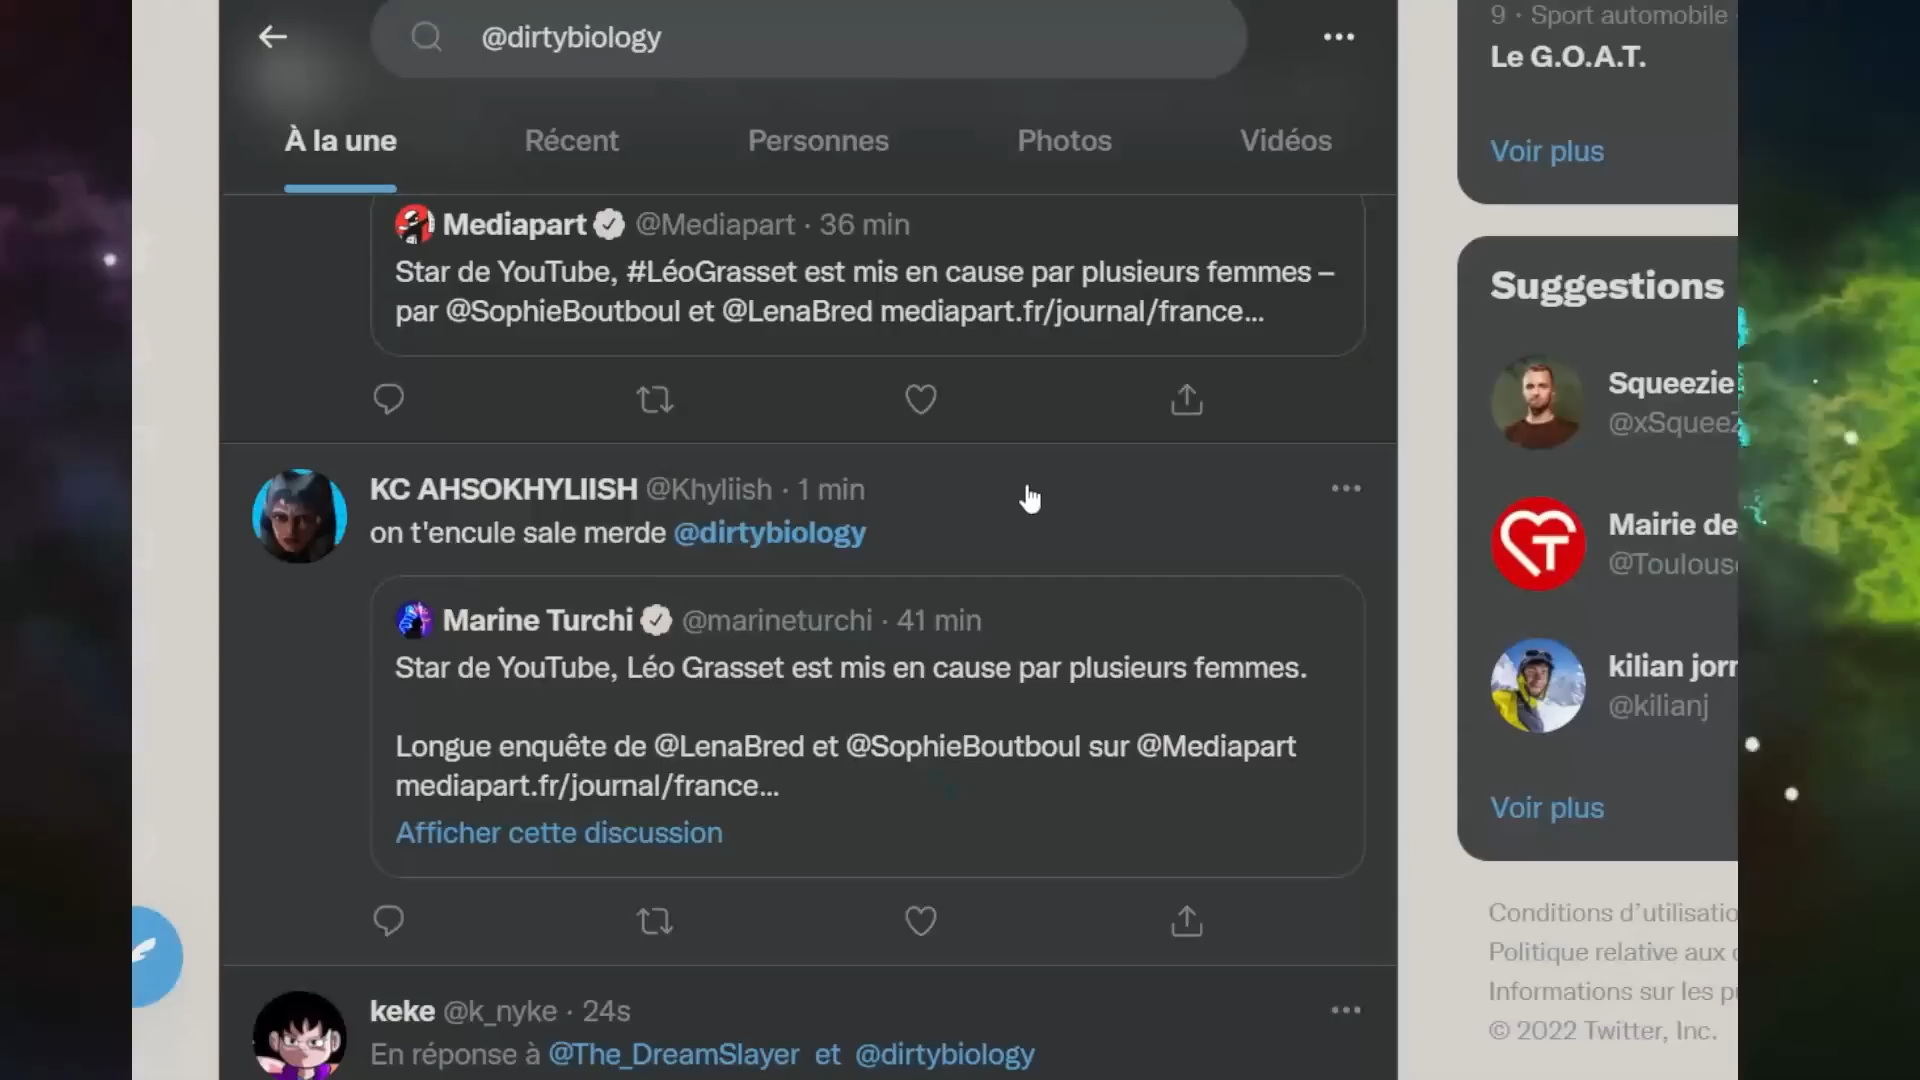 @dirtybiology
À la une
Récent
Personnes
Photos
Vidéos
Mediapart @Mediapart · 36 min
Star de YouTube, #LéoGrasset est mis en cause par plusieurs femmes –
par @SophieBoutboul et @LenaBred mediapart.fr/journal/france...
KC AHSOKHYLIISH @Khyliish · 1 min
on t'encule sale merde @dirtybiology
Marine Turchi @marineturchi · 41 min
Star de YouTube, Léo Grasset est mis en cause par plusieurs femmes.
Longue enquête de @LenaBred et @SophieBoutboul sur @Mediapart
mediapart.fr/journal/france...
Afficher cette discussion
keke @k_nyke · 24s
En réponse à @The_DreamSlayer et @dirtybiology
9 · Sport automobile ·
Le G.O.A.T.
Voir plus
Suggestions
Squeezie
@xSquee
Mairie de
@Toulous
kilian jorn
@kilianj
Voir plus
Conditions d’utilisatio
Politique relative aux
Informations sur les p
© 2022 Twitter, Inc.